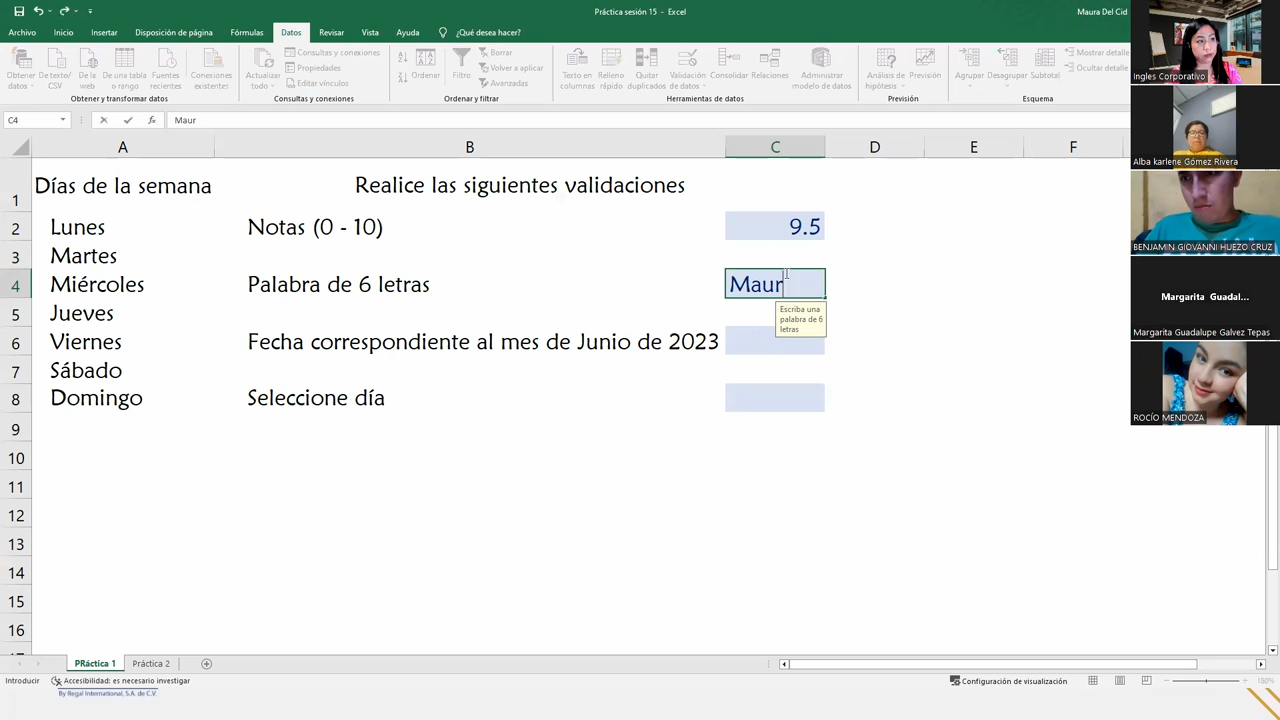 Práctica sesión 15 - Excel
Maura Del Cid
Archivo Inicio Insertar Disposición de página Fórmulas Datos Revisar Vista Ayuda ¿Qué desea hacer?
Obtener datos
De texto/CSV
De la web
De una tabla o rango
Fuentes recientes
Conexiones existentes
Obtener y transformar datos
Actualizar todo
Consultas y conexiones
Propiedades
Editar vínculos
Consultas y conexiones
Ordenar
Filtro
Borrar
Volver a aplicar
Avanzadas
Ordenar y filtrar
Texto en columnas
Relleno rápido
Quitar duplicados
Validación de datos
Consolidar
Relaciones
Administrar modelo de datos
Herramientas de datos
Análisis de hipótesis
Previsión
Previsión
Agrupar
Desagrupar
Subtotal
Mostrar detalle
Ocultar detalle
Esquema
C4
fx
Maur
A B C D E F
1 Días de la semana Realice las siguientes validaciones
2 Lunes Notas (0 - 10) 9.5
3 Martes
4 Miércoles Palabra de 6 letras Maur
Escriba una
palabra de 6
letras
5 Jueves
6 Viernes Fecha correspondiente al mes de Junio de 2023
7 Sábado
8 Domingo Seleccione día
9
10
11
12
13
14
15
16
17
PRáctica 1 Práctica 2
Introducir Accesibilidad: es necesario investigar
Configuración de visualización
By Regal International, S.A. de C.V.
Ingles Corporativo
Alba karlene Gómez Rivera
BENJAMIN GIOVANNI HUEZO CRUZ
Margarita Guadal...
Margarita Guadalupe Galvez Tepas
ROCÍO MENDOZA